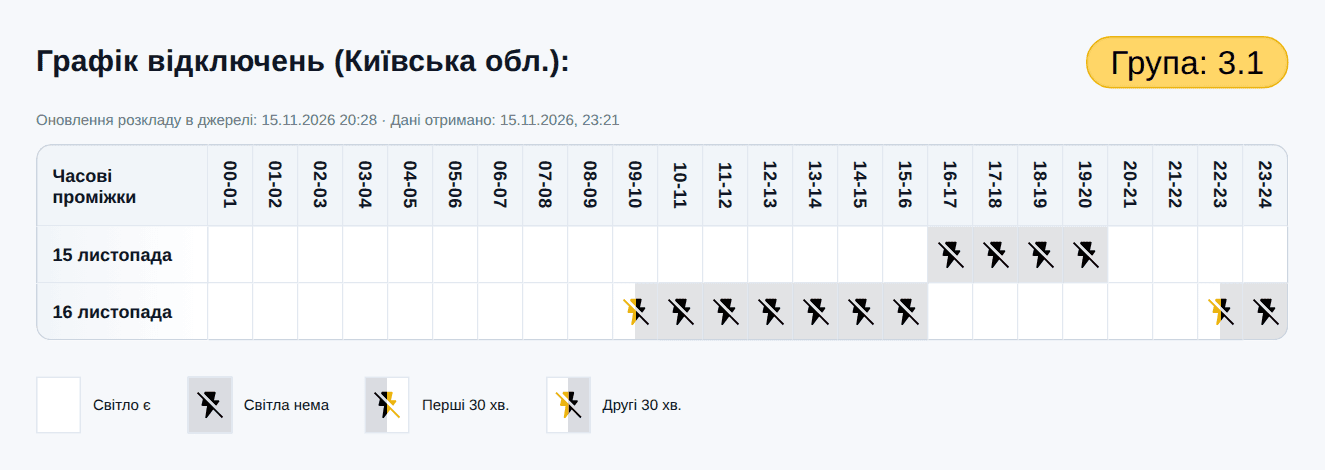 Графік відключень (Київська обл.):
Група: 3.1
Оновлення розкладу в джерелі: 15.11.2026 20:28 · Дані отримано: 15.11.2026, 23:21
Часові
проміжки
00-01
01-02
02-03
03-04
04-05
05-06
06-07
07-08
08-09
09-10
10-11
11-12
12-13
13-14
14-15
15-16
16-17
17-18
18-19
19-20
20-21
21-22
22-23
23-24
15 листопада
16 листопада
Світло є
Світла нема
Перші 30 хв.
Другі 30 хв.